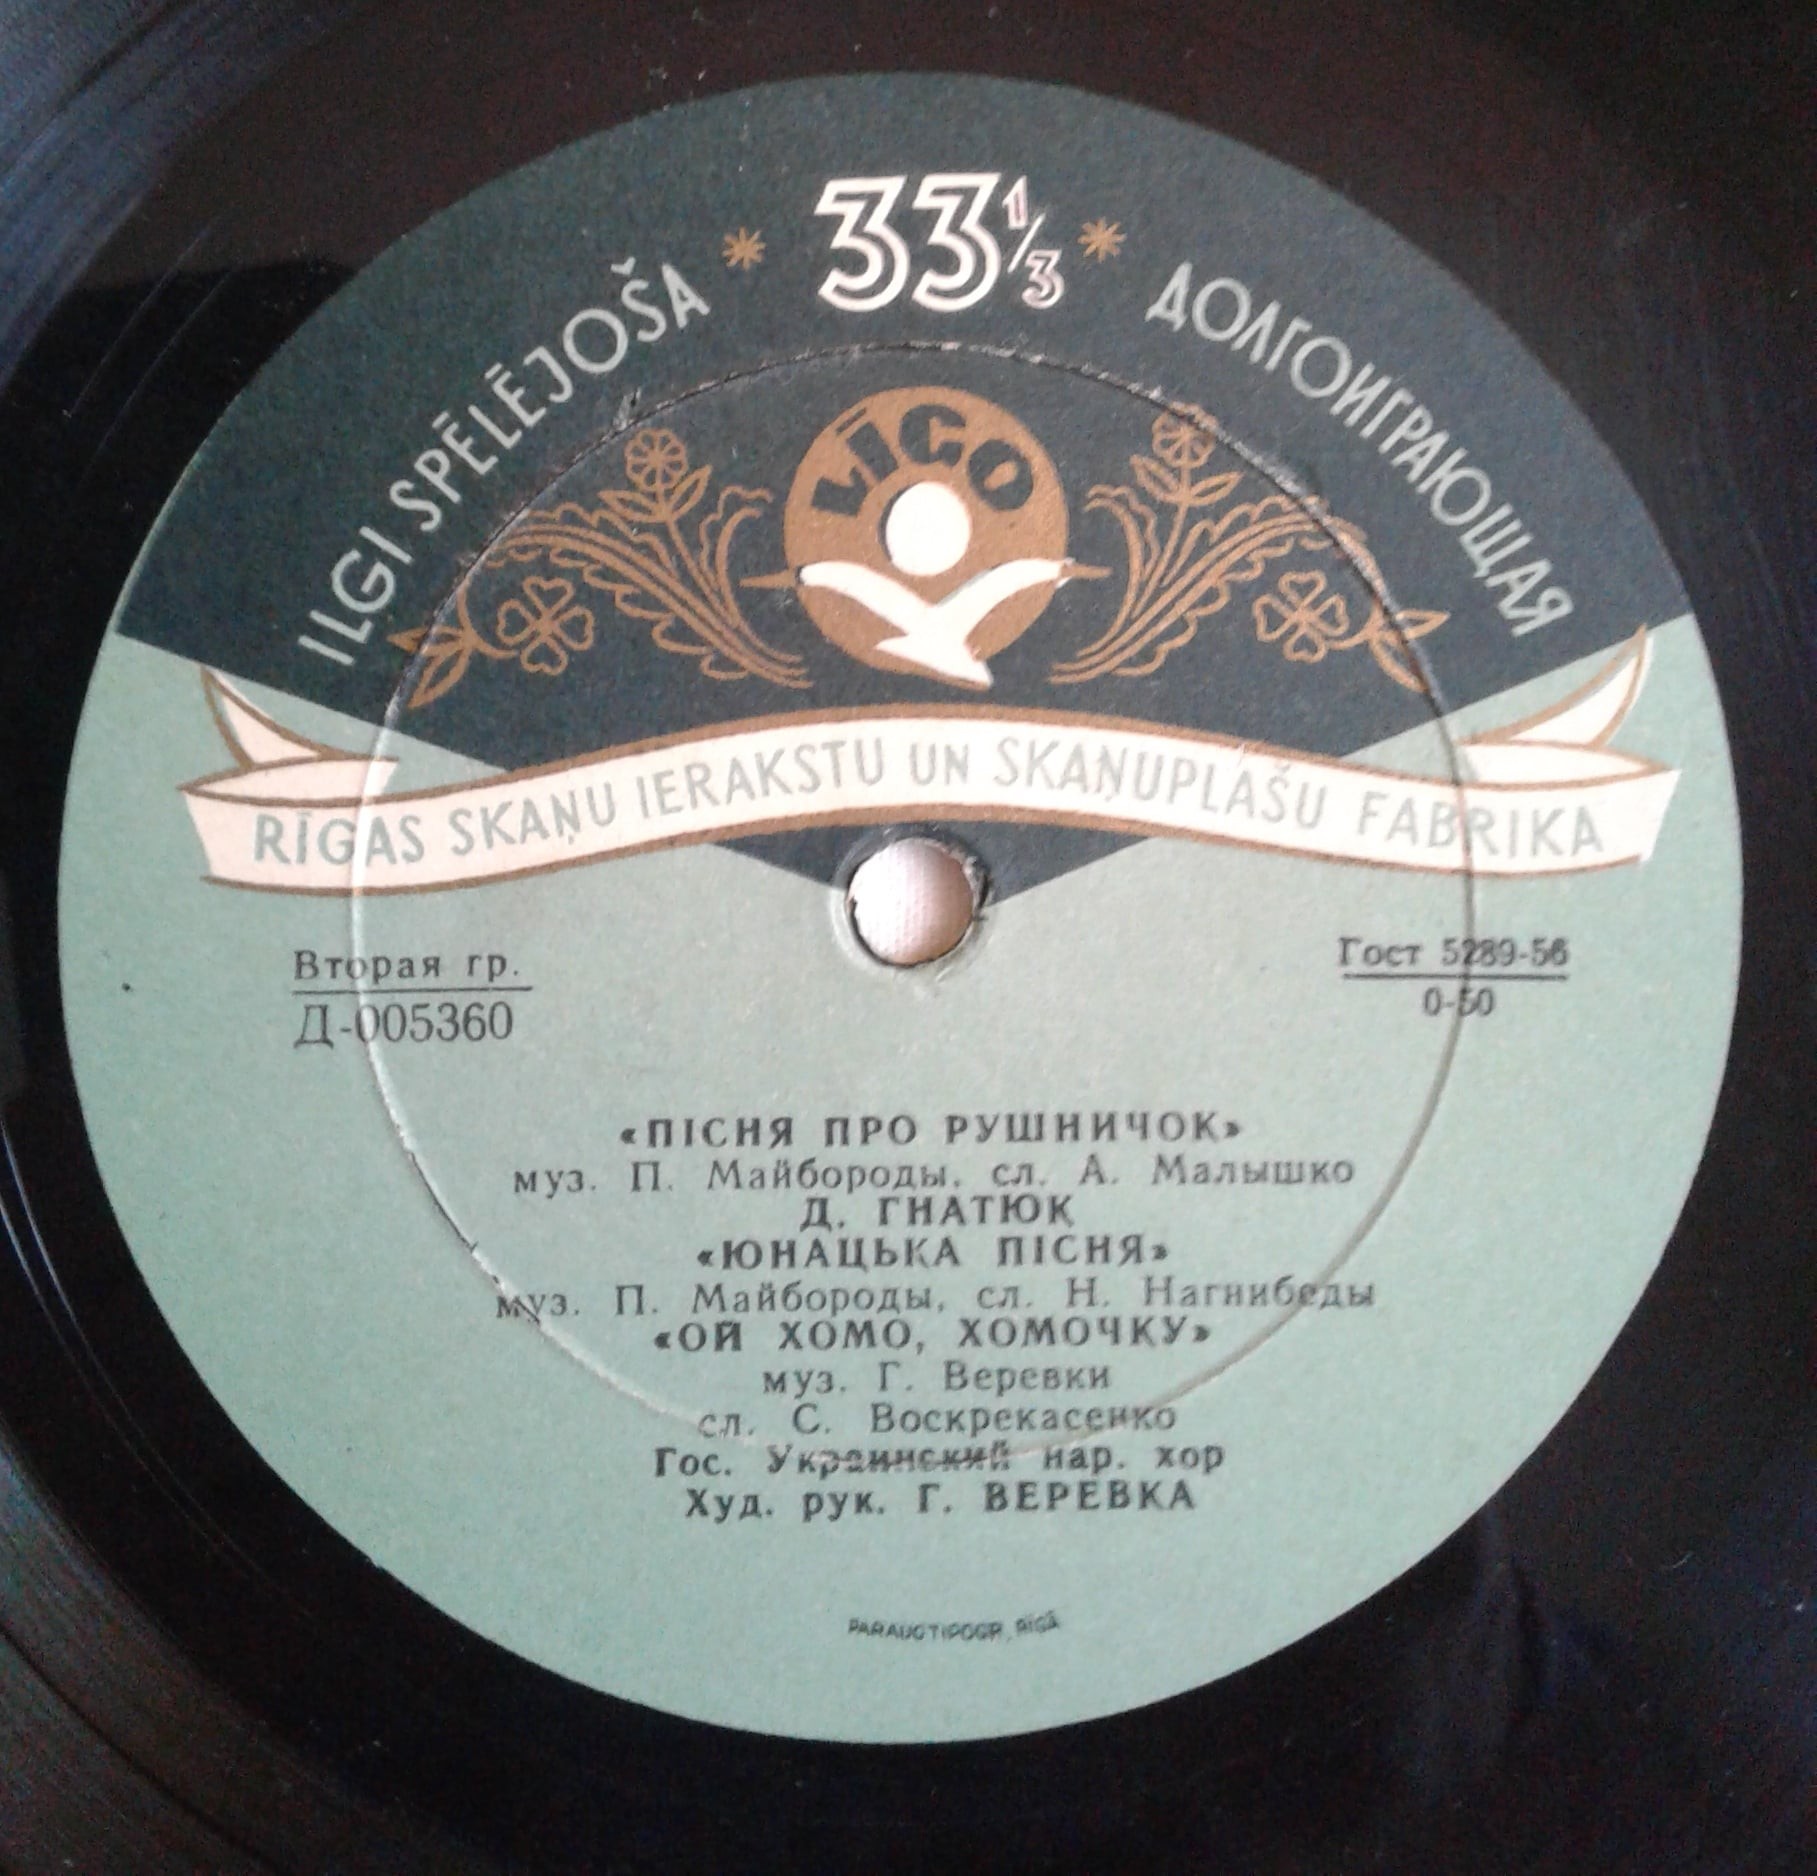 ILGI SPĒLĒJOŠA * 33 1/3 * ДОЛГОИГРАЮЩАЯ
LĪGO
RĪGAS SKAŅU IERAKSTU UN SKAŅUPLAŠU FABRIKA
Вторая гр.
Д-005360
Гост 5289-56
0-50
«ПІСНЯ ПРО РУШНИЧОК»
муз. П. Майбороды, сл. А. Малышко
Д. ГНАТЮК
«ЮНАЦЬКА ПІСНЯ»
муз. П. Майбороды, сл. Н. Нагнибеды
«ОЙ ХОМО, ХОМОЧКУ»
муз. Г. Веревки
сл. С. Воскрекасенко
Гос. Украинский нар. хор
Худ. рук. Г. ВЕРЕВКА
PARAUGTIPOGR. RĪGĀ